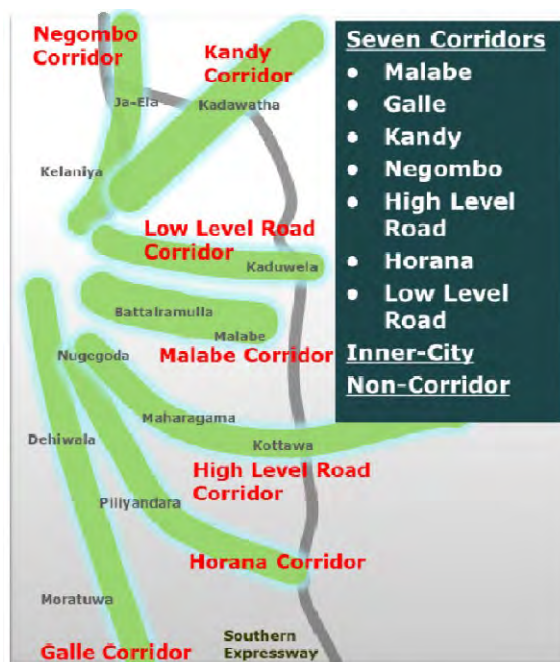 Negombo
Corridor
Kandy
Corridor
Ja-Ela
Kadawatha
Kelaniya
Low Level Road
Corridor
Kaduwela
Battalramulla
Malabe
Malabe Corridor
Nugegoda
Maharagama
Dehiwala
Kottawa
High Level Road
Corridor
Piliyandara
Horana Corridor
Moratuwa
Galle Corridor
Southern
Expressway
Seven Corridors
• Malabe
• Galle
• Kandy
• Negombo
• High Level
Road
• Horana
• Low Level
Road
Inner-City
Non-Corridor